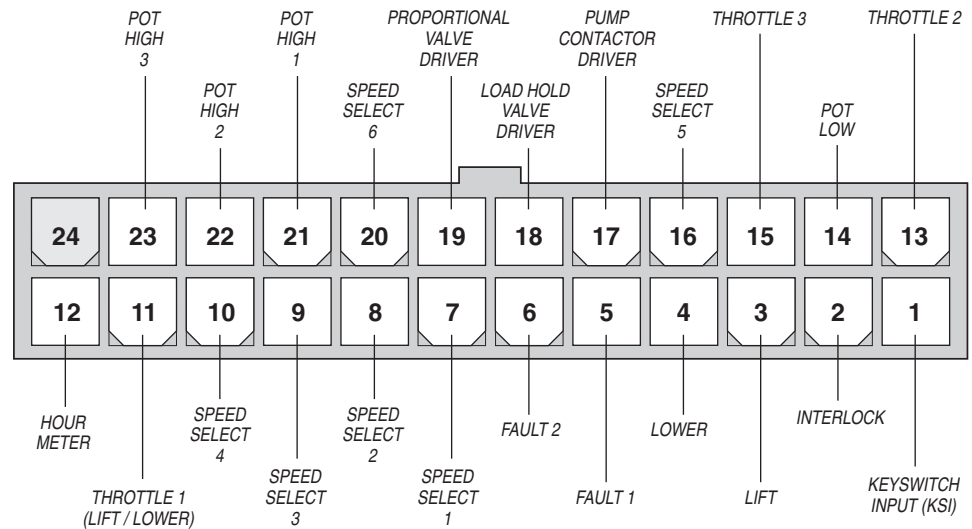 POT
HIGH
3
POT
HIGH
2
POT
HIGH
1
SPEED
SELECT
6
PROPORTIONAL
VALVE
DRIVER
LOAD HOLD
VALVE
DRIVER
PUMP
CONTACTOR
DRIVER
SPEED
SELECT
5
THROTTLE 3
POT
LOW
THROTTLE 2
24 23 22 21 20 19 18 17 16 15 14 13
12 11 10 9 8 7 6 5 4 3 2 1
HOUR
METER
THROTTLE 1
(LIFT / LOWER)
SPEED
SELECT
4
SPEED
SELECT
3
SPEED
SELECT
2
SPEED
SELECT
1
FAULT 2
FAULT 1
LOWER
LIFT
INTERLOCK
KEYSWITCH
INPUT (KSI)